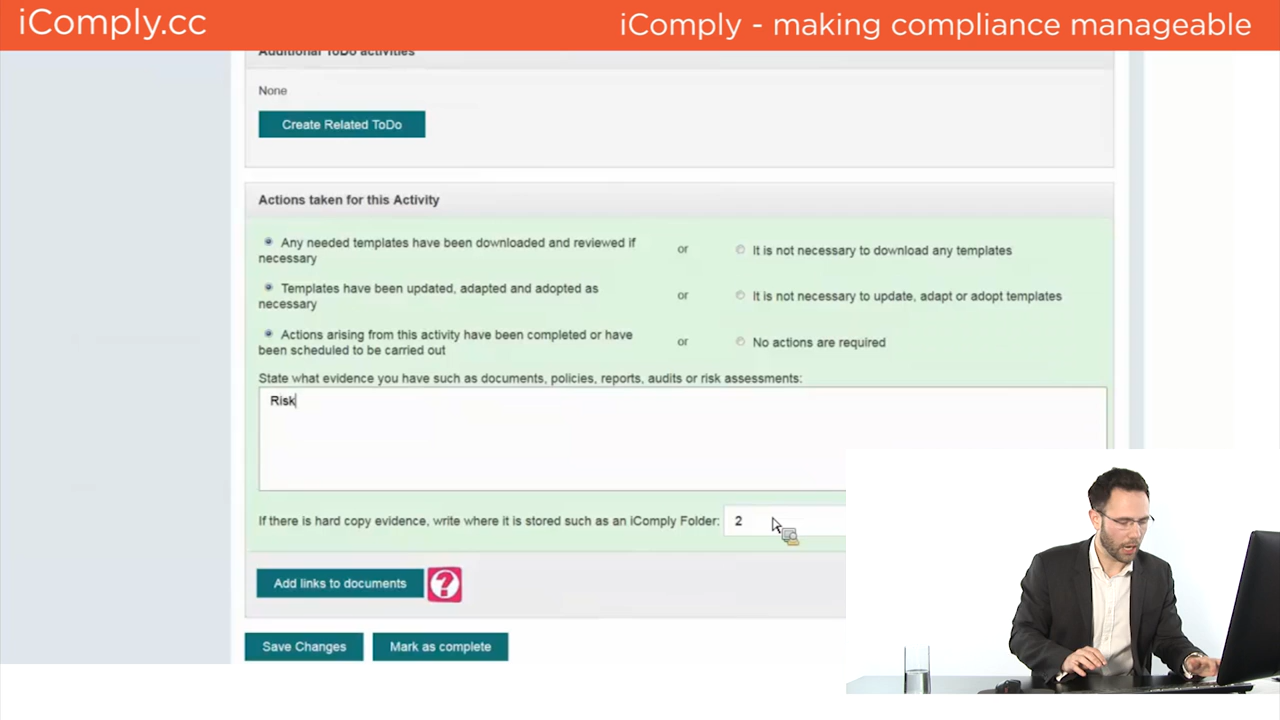 iComply.cc
iComply - making compliance manageable
Additional ToDo activities
None
Create Related ToDo
Actions taken for this Activity
Any needed templates have been downloaded and reviewed if
necessary
or
It is not necessary to download any templates
Templates have been updated, adapted and adopted as
necessary
or
It is not necessary to update, adapt or adopt templates
Actions arising from this activity have been completed or have
been scheduled to be carried out
or
No actions are required
State what evidence you have such as documents, policies, reports, audits or risk assessments:
Risk
If there is hard copy evidence, write where it is stored such as an iComply Folder: 2
Add links to documents ?
Save Changes
Mark as complete